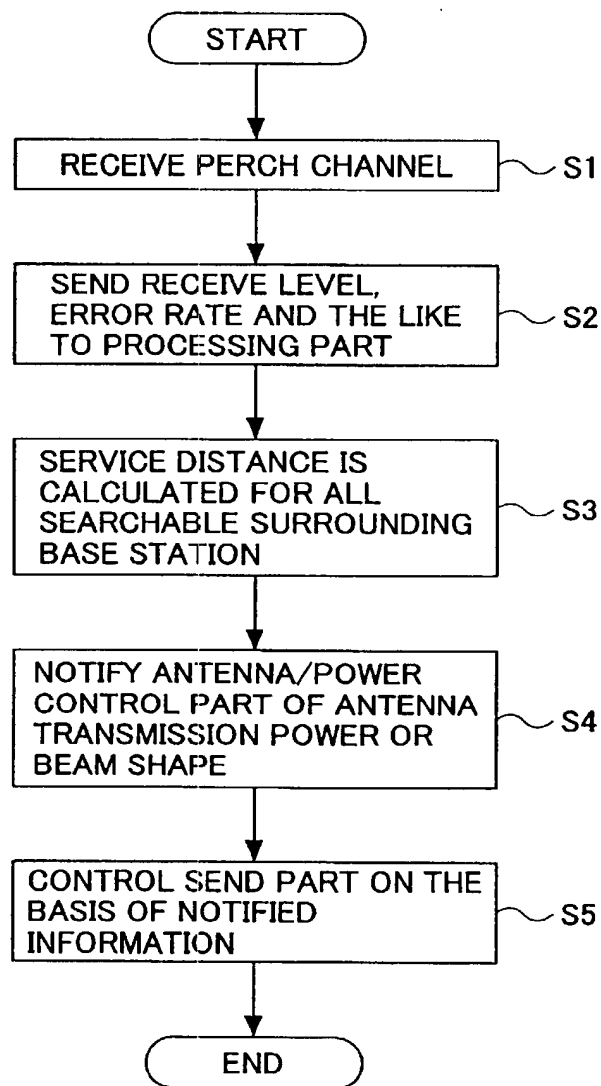 START
RECEIVE PERCH CHANNEL
S1
SEND RECEIVE LEVEL,
ERROR RATE AND THE LIKE
TO PROCESSING PART
S2
SERVICE DISTANCE IS
CALCULATED FOR ALL
SEARCHABLE SURROUNDING
BASE STATION
S3
NOTIFY ANTENNA/POWER
CONTROL PART OF ANTENNA
TRANSMISSION POWER OR
BEAM SHAPE
S4
CONTROL SEND PART ON THE
BASIS OF NOTIFIED
INFORMATION
S5
END